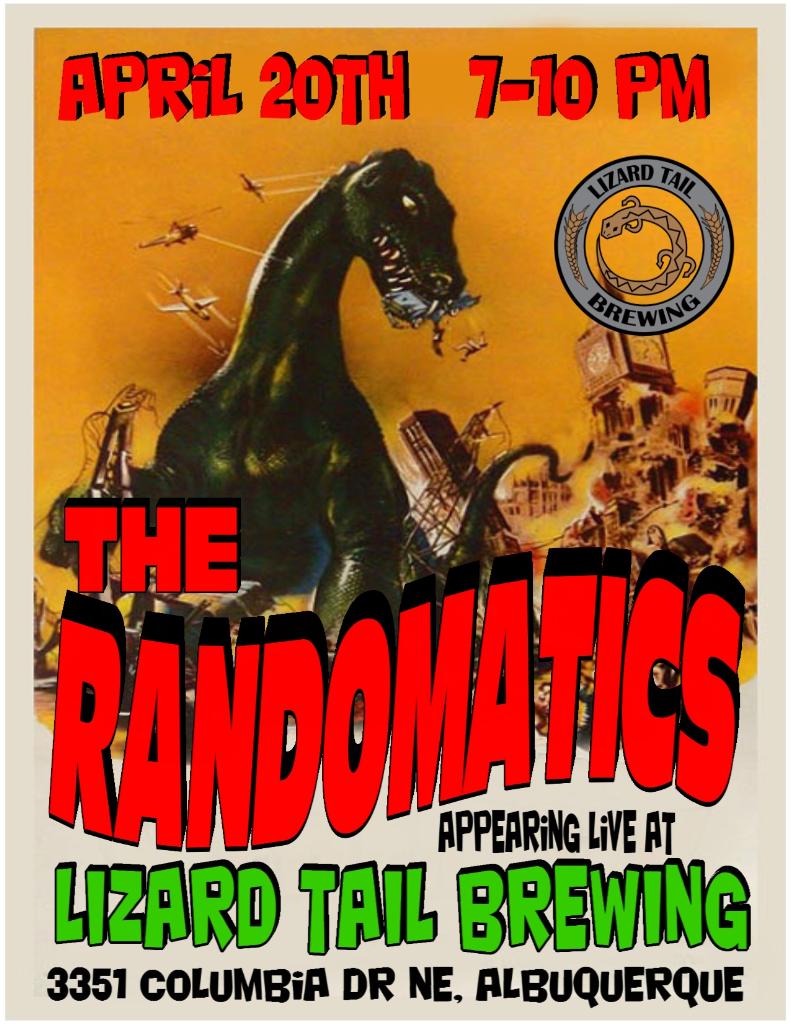 APRiL 20TH 7-10 PM
LIZARD TAIL
BREWING
THE
RANDOMATICS
APPEARiNG LiVE AT
LIZARD TAIL BREWING
3351 COLUMBiA DR NE, ALBUQUERQUE